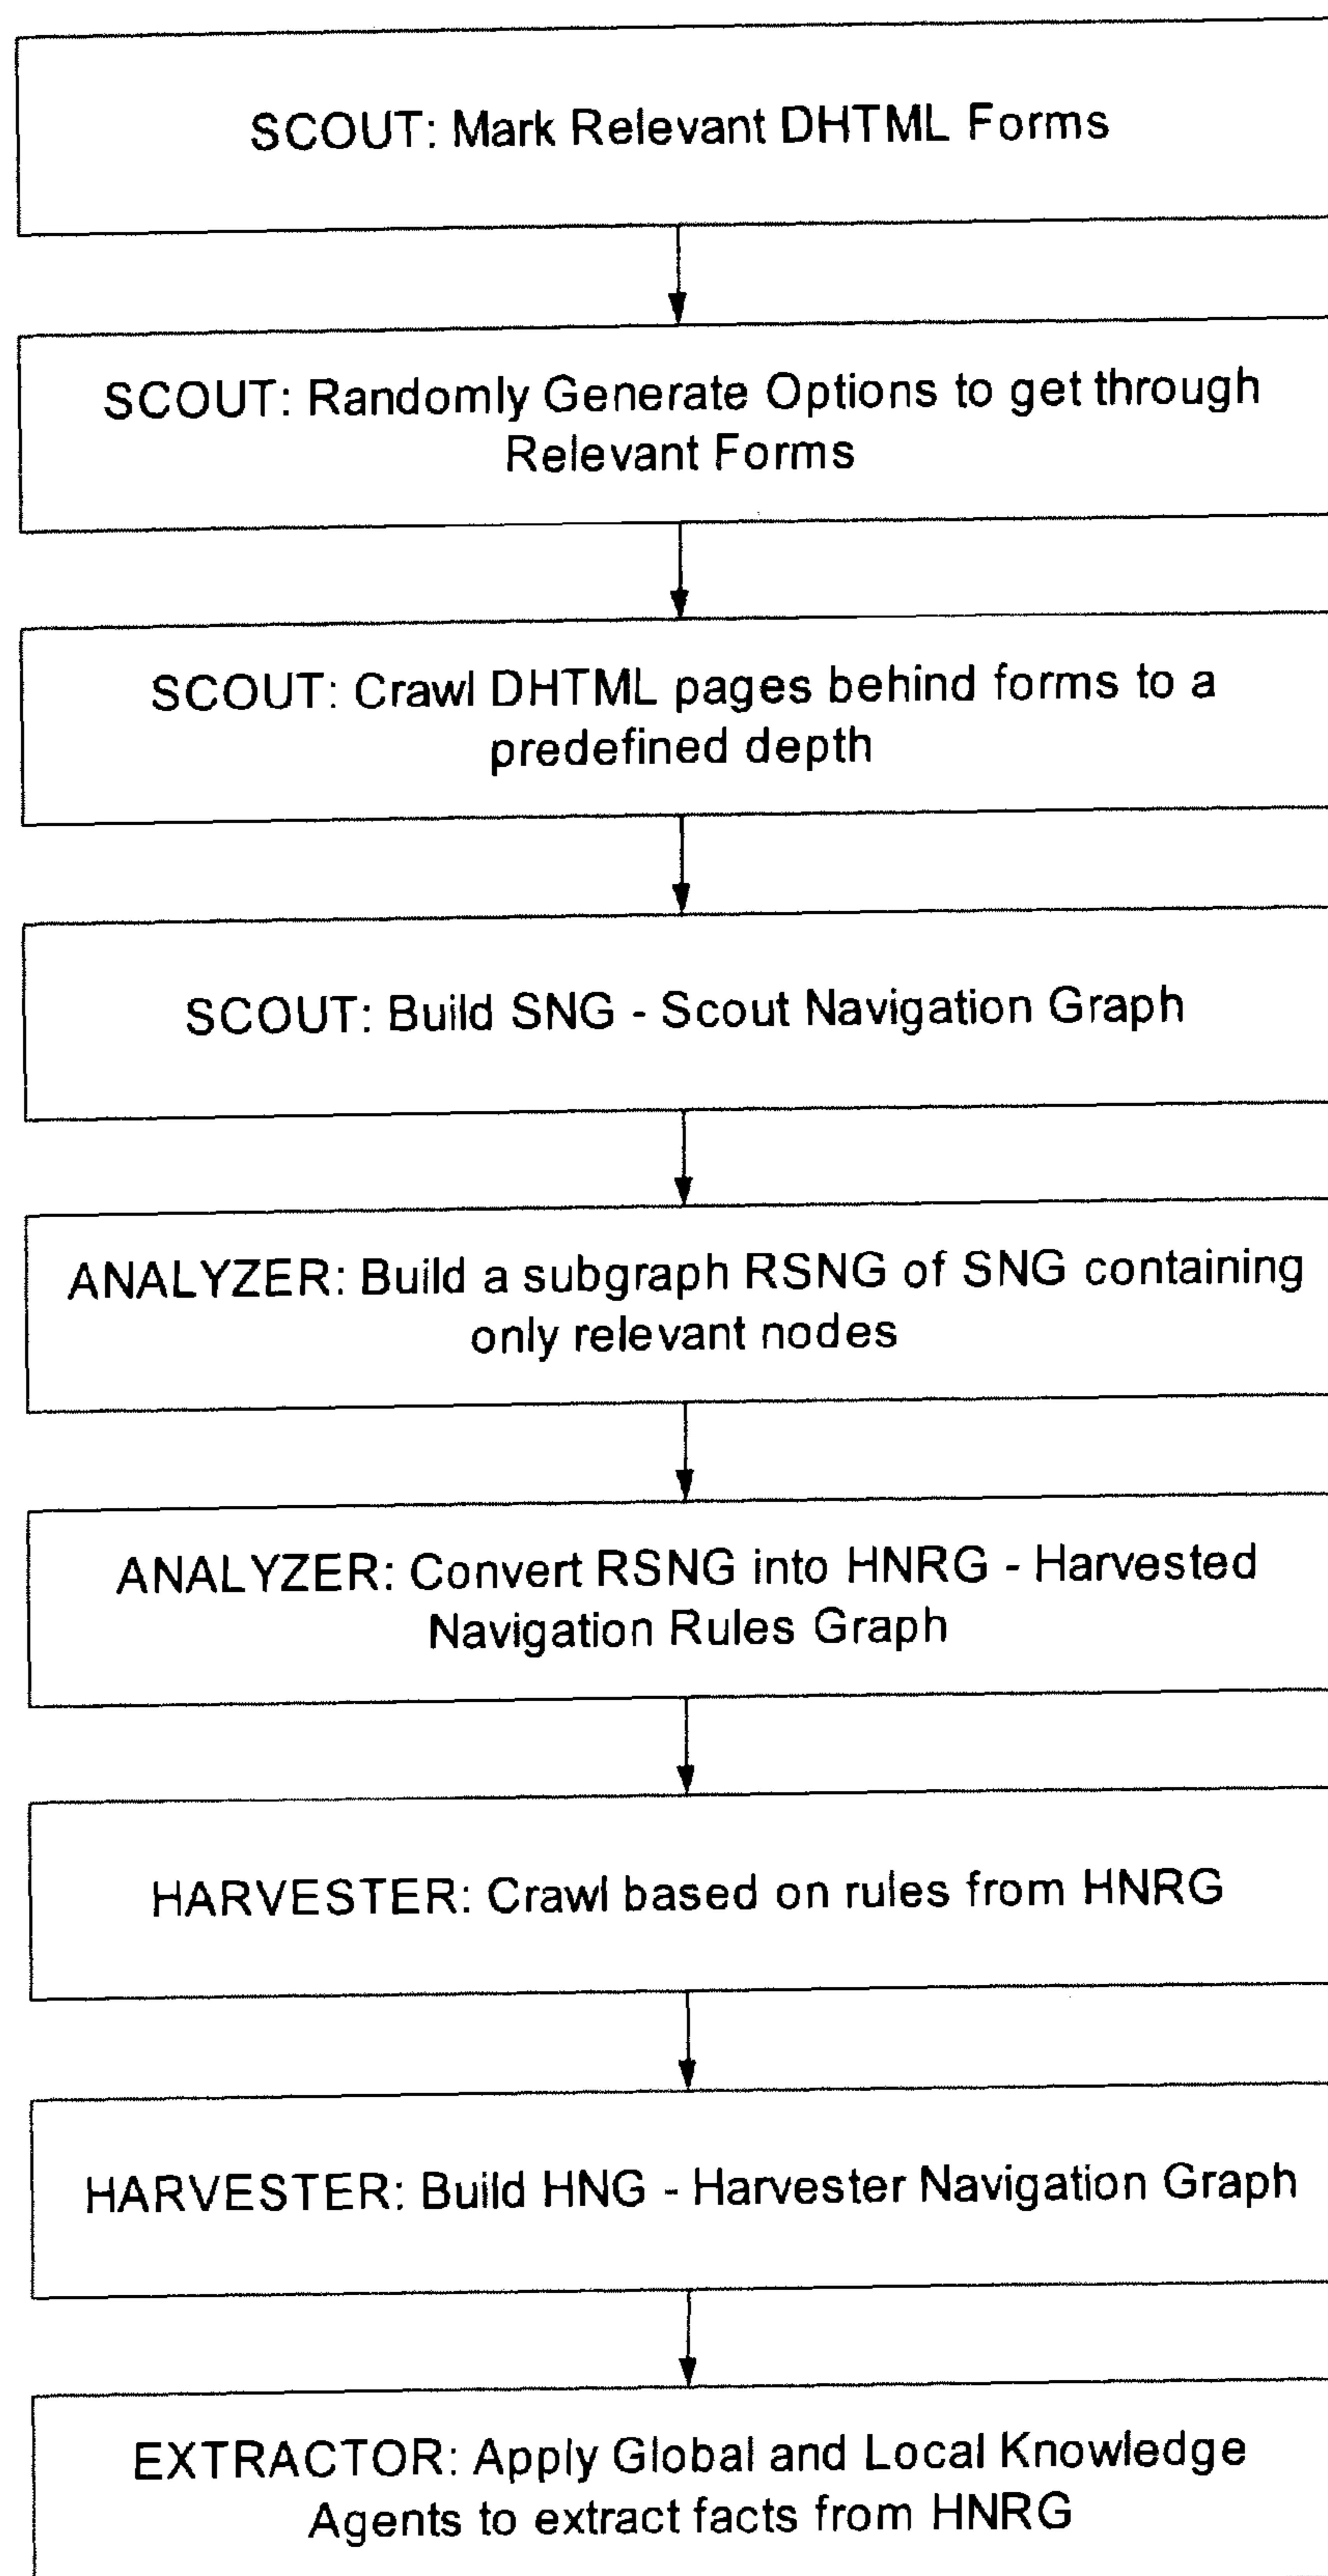 SCOUT: Mark Relevant DHTML Forms
SCOUT: Randomly Generate Options to get through
Relevant Forms
SCOUT: Crawl DHTML pages behind forms to a
predefined depth
SCOUT: Build SNG - Scout Navigation Graph
ANALYZER: Build a subgraph RSNG of SNG containing
only relevant nodes
ANALYZER: Convert RSNG into HNRG - Harvested
Navigation Rules Graph
HARVESTER: Crawl based on rules from HNRG
HARVESTER: Build HNG - Harvester Navigation Graph
EXTRACTOR: Apply Global and Local Knowledge
Agents to extract facts from HNRG